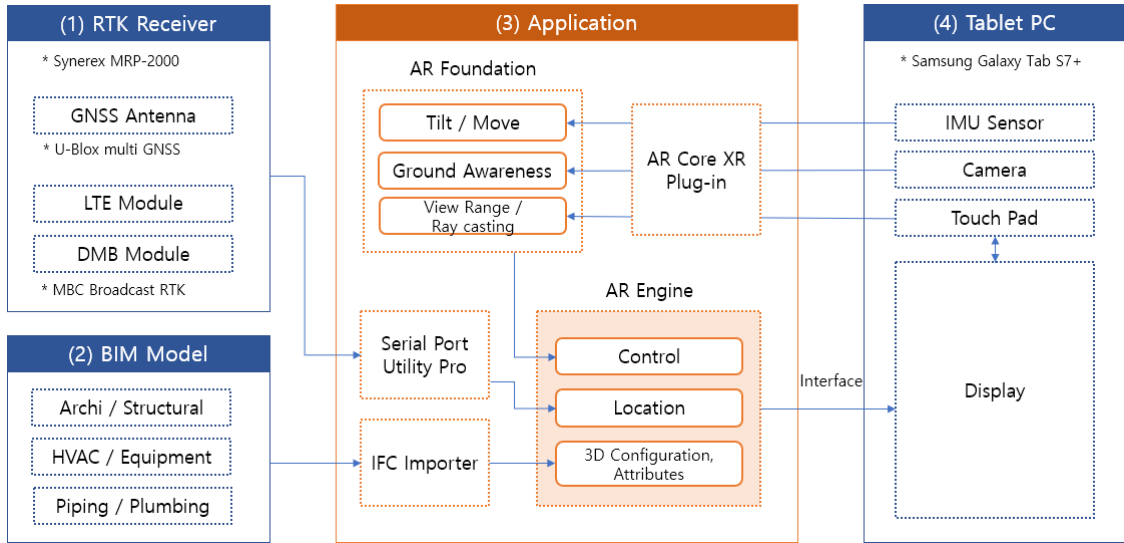 (1) RTK Receiver
* Synerex MRP-2000
GNSS Antenna
* U-Blox multi GNSS
LTE Module
DMB Module
* MBC Broadcast RTK
(2) BIM Model
Archi / Structural
HVAC / Equipment
Piping / Plumbing
(3) Application
AR Foundation
Tilt / Move
Ground Awareness
View Range /
Ray casting
AR Core XR
Plug-in
Serial Port
Utility Pro
IFC Importer
AR Engine
Control
Location
3D Configuration,
Attributes
Interface
(4) Tablet PC
* Samsung Galaxy Tab S7+
IMU Sensor
Camera
Touch Pad
Display